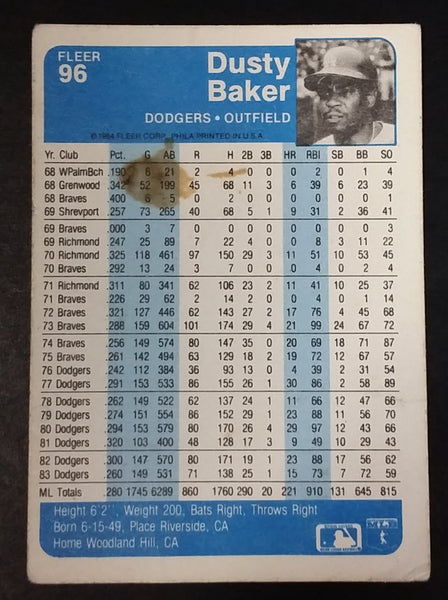 FLEER
96
Dusty
Baker
DODGERS • OUTFIELD
© 1984 FLEER CORP. PHILA. PRINTED IN U.S.A.
Yr. Club Pct. G AB R H 2B 3B HR RBI SB BB SO
68 WPalmBch .190 6 21 2 4 0 0 0 2 0 1 4
68 Grenwood .342 52 199 45 68 11 3 6 39 6 23 39
68 Braves .400 6 5 0 2 0 0 0 0 0 0 1
69 Shrevport .257 73 265 40 68 5 1 9 31 2 36 41
69 Braves .000 3 7 0 0 0 0 0 0 0 0 3
69 Richmond .247 25 89 7 22 4 0 0 8 3 11 22
70 Richmond .325 118 461 97 150 29 3 11 51 10 53 45
70 Braves .292 13 24 3 7 0 0 0 4 0 2 4
71 Richmond .311 80 341 62 106 23 2 11 41 10 25 37
71 Braves .226 29 62 2 14 2 0 0 4 0 1 14
72 Braves .321 127 446 62 143 27 2 17 76 4 45 68
73 Braves .288 159 604 101 174 29 4 21 99 24 67 72
74 Braves .256 149 574 80 147 35 0 20 69 18 71 87
75 Braves .261 142 494 63 129 18 2 19 72 12 67 57
76 Dodgers .242 112 384 36 93 13 0 4 39 2 31 54
77 Dodgers .291 153 533 86 155 26 1 30 86 2 58 89
78 Dodgers .262 149 522 62 137 24 1 11 66 12 47 66
79 Dodgers .274 151 554 86 152 29 1 23 88 11 56 70
80 Dodgers .294 153 579 80 170 26 4 29 97 12 43 66
81 Dodgers .320 103 400 48 128 17 3 9 49 10 29 43
82 Dodgers .300 147 570 80 171 19 1 23 88 17 56 62
83 Dodgers .260 149 531 71 138 25 1 15 73 7 72 59
ML Totals .280 1745 6289 860 1760 290 20 221 910 131 645 815
Height 6'2'', Weight 200, Bats Right, Throws Right
Born 6-15-49, Place Riverside, CA
Home Woodland Hill, CA